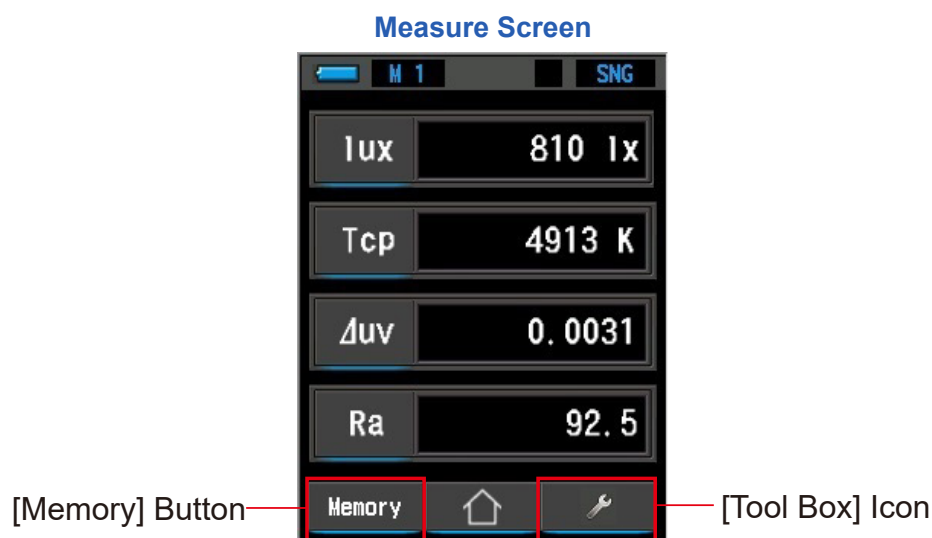 Measure Screen
M 1 SNG
lux 810 lx
Tcp 4913 K
Δuv 0.0031
Ra 92.5
[Memory] Button Memory [Tool Box] Icon